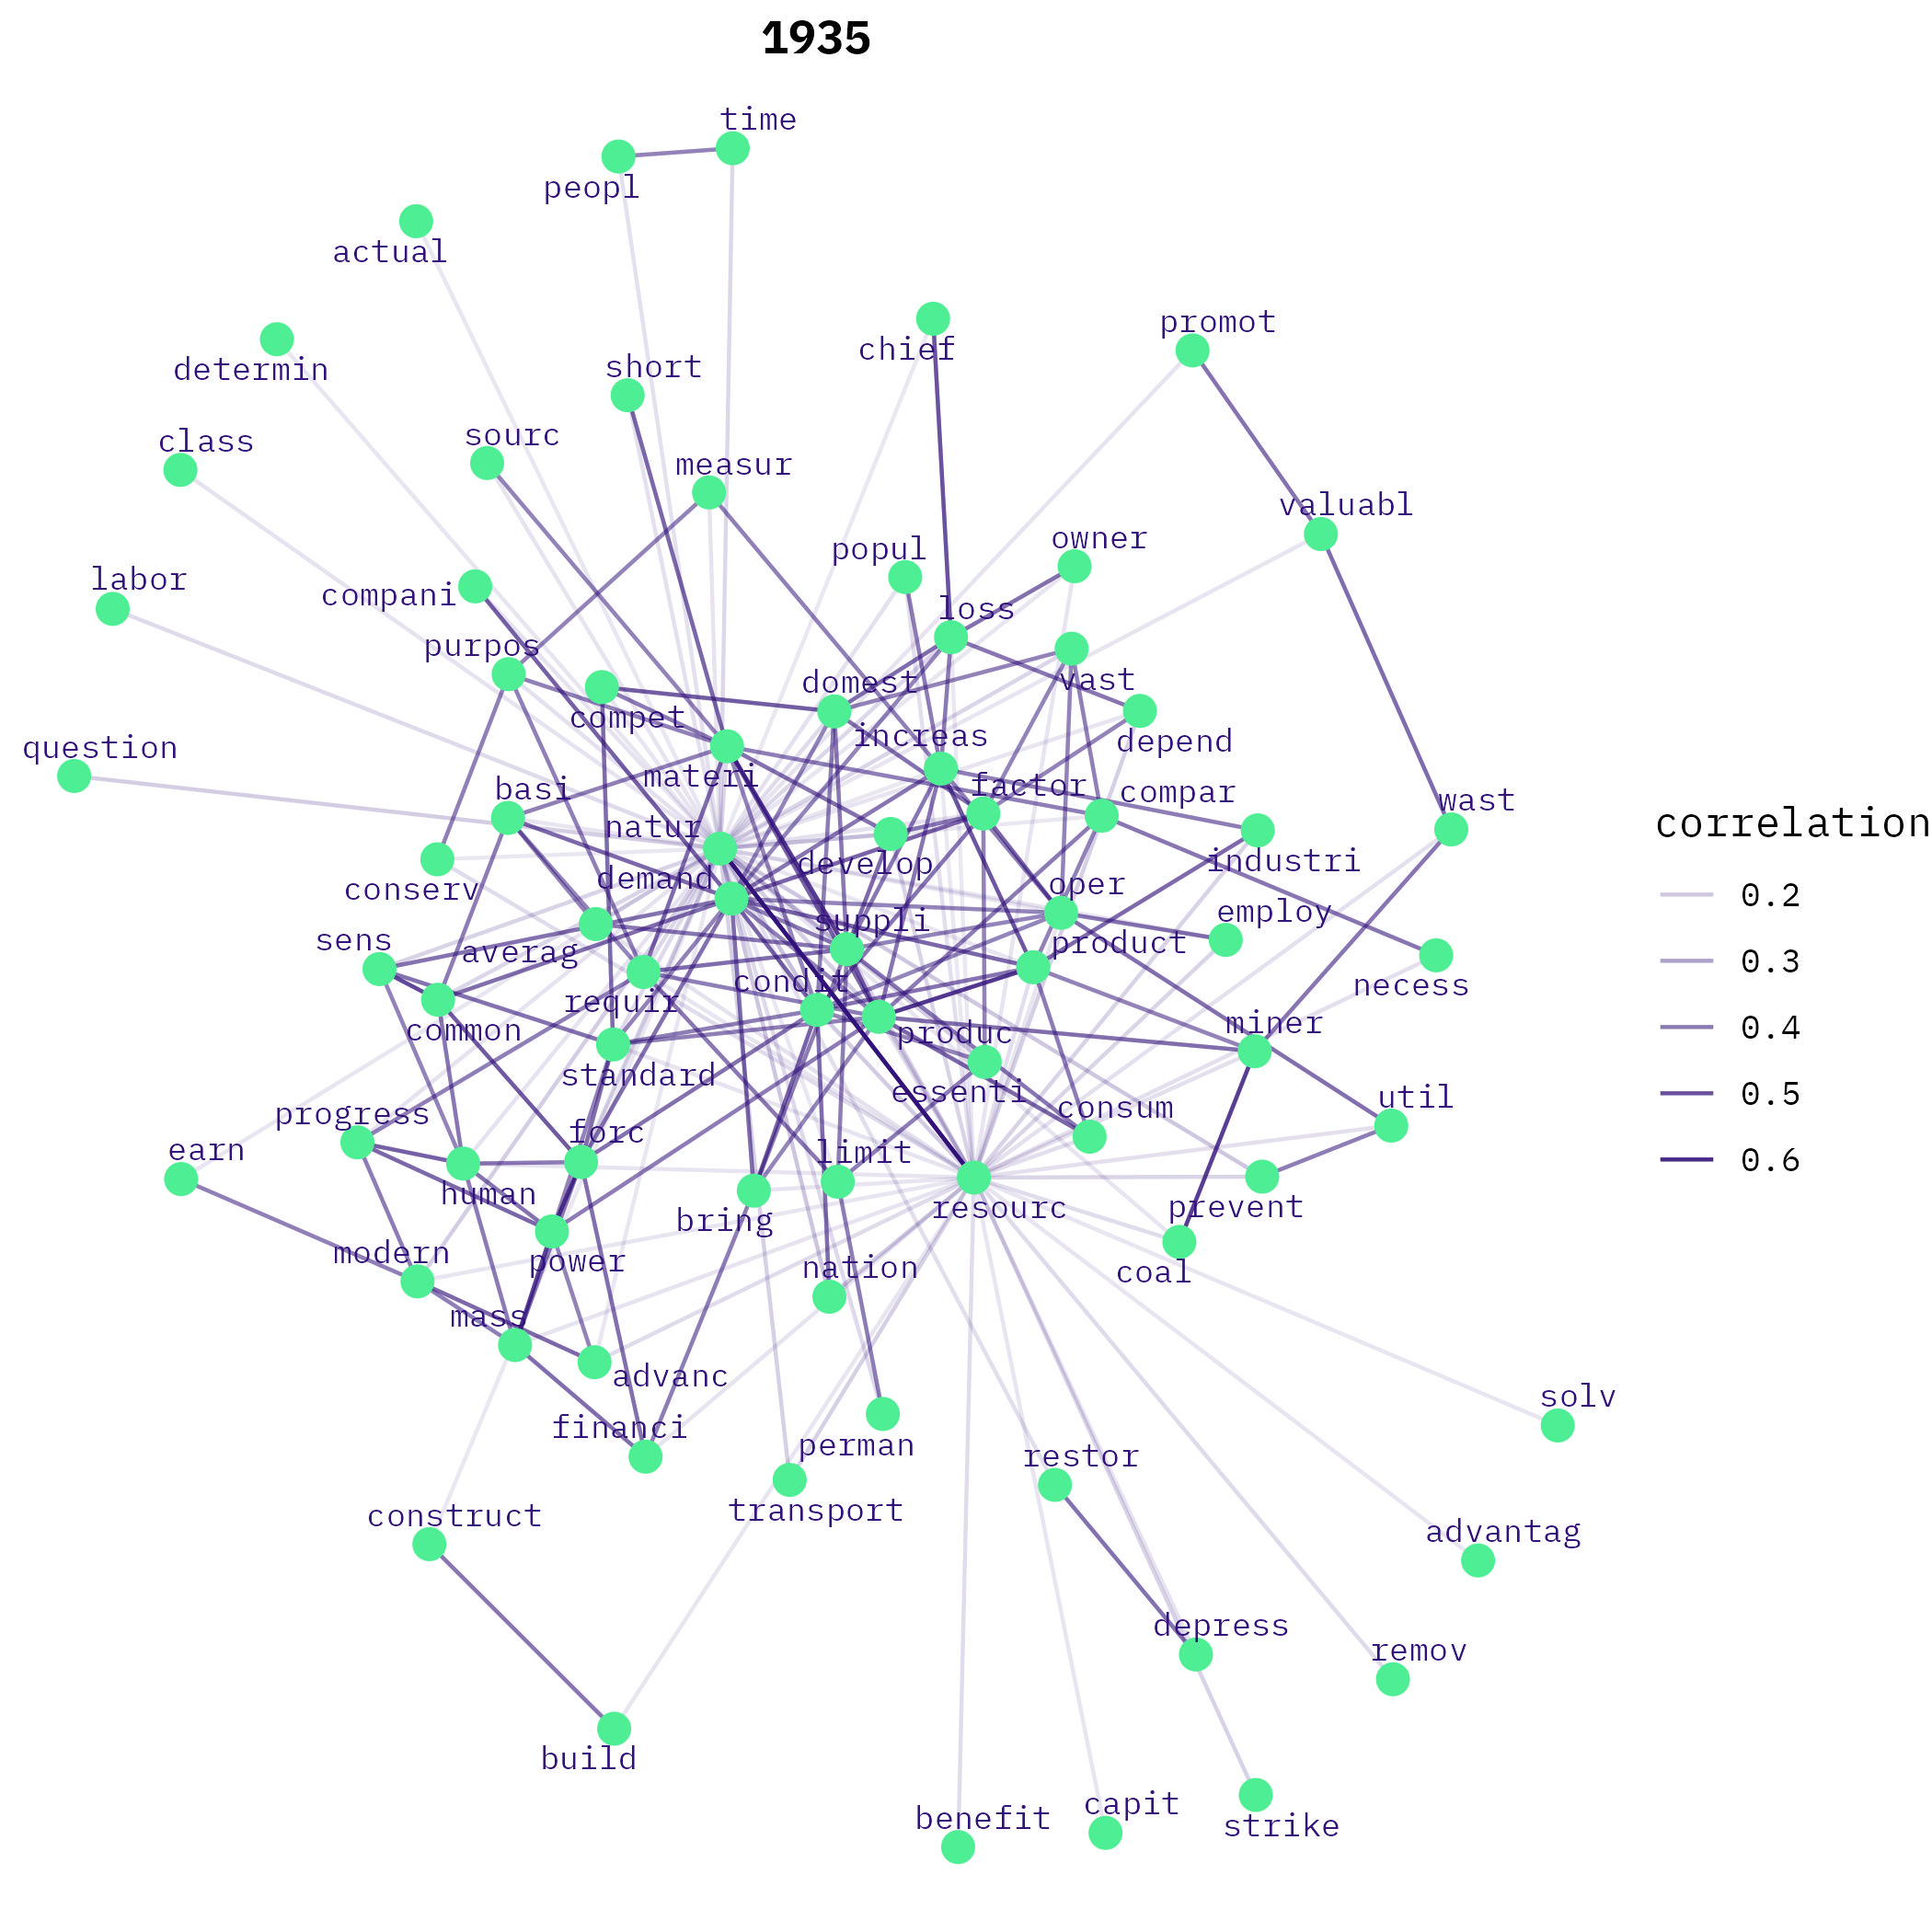 1935
time
peopl
actual
chief
promot
determin
short
class
sourc
measur
valuabl
owner
popul
labor
compani
loss
purpos
vast
domest
compet
increas
depend
question
materi
basi
factor
compar
wast
natur
develop
industri
conserv
demand
oper
employ
suppli
sens
averag
product
condit
necess
requir
common
produc
miner
standard
essenti
consum
util
progress
forc
earn
limit
human
bring
resourc
prevent
modern
power
nation
coal
mass
advanc
financi
perman
restor
solv
transport
construct
advantag
depress
remov
build
benefit
capit
strike
correlation
0.2
0.3
0.4
0.5
0.6